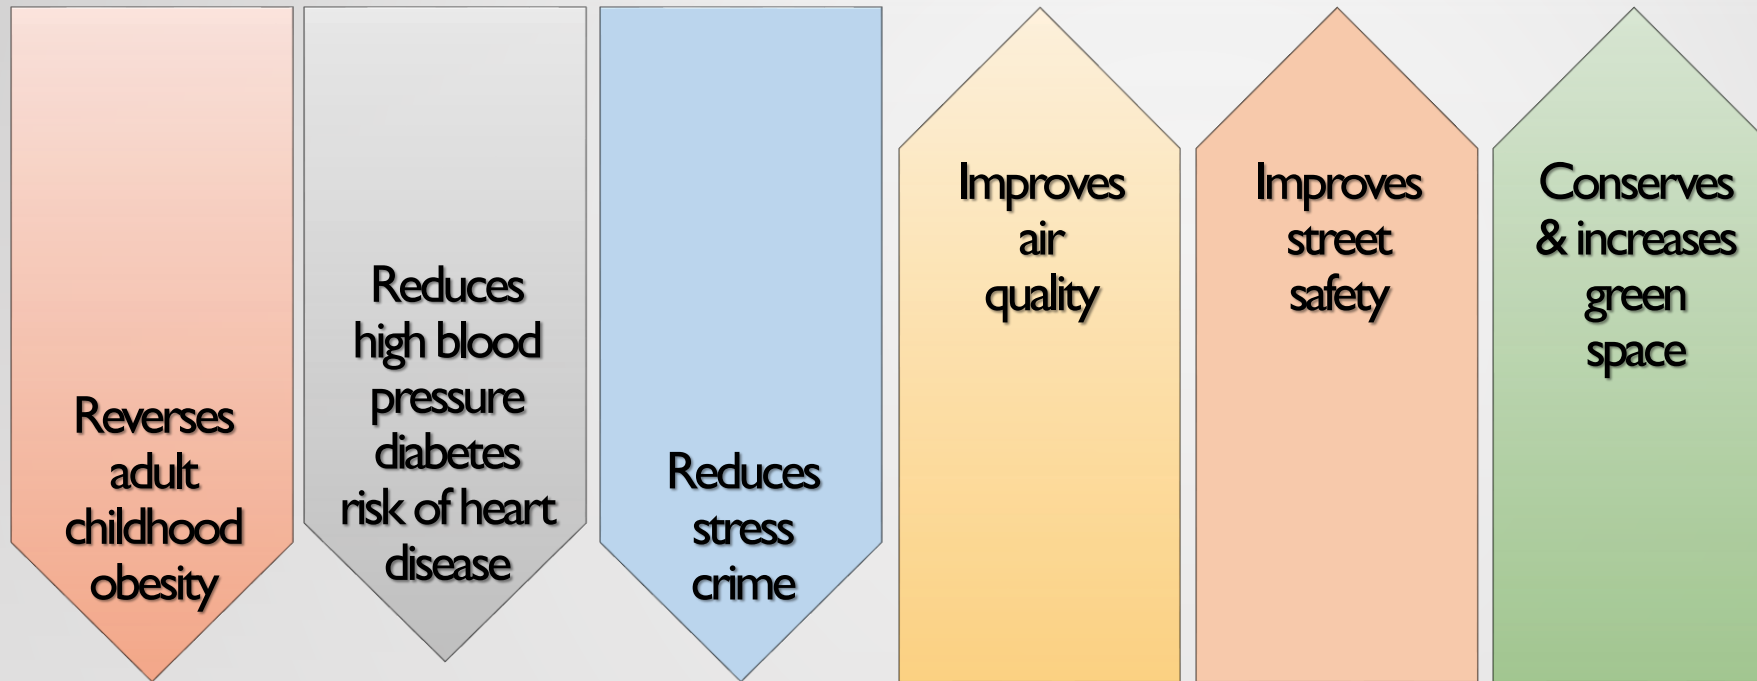 Reverses
adult
childhood
obesity
Reduces
high blood
pressure
diabetes
risk of heart
disease
Reduces
stress
crime
Improves
air
quality
Improves
street
safety
Conserves
& increases
green
space